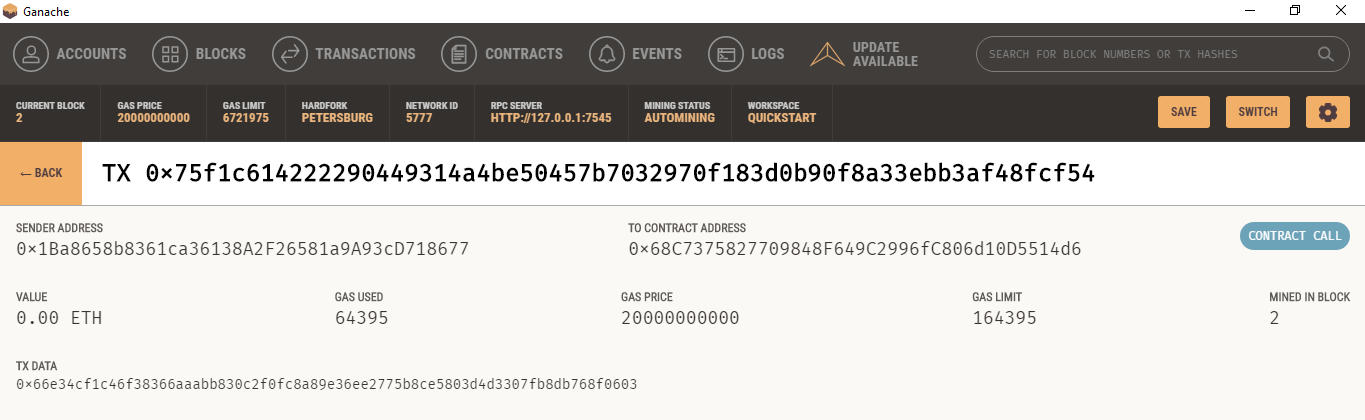 Ganache
ACCOUNTS BLOCKS TRANSACTIONS CONTRACTS EVENTS LOGS UPDATE AVAILABLE SEARCH FOR BLOCK NUMBERS OR TX HASHES
CURRENT BLOCK GAS PRICE GAS LIMIT HARDFORK NETWORK ID RPC SERVER MINING STATUS WORKSPACE
2 20000000000 6721975 PETERSBURG 5777 HTTP://127.0.0.1:7545 AUTOMINING QUICKSTART
SAVE SWITCH
← BACK TX 0×75f1c614222290449314a4be50457b7032970f183d0b90f8a33ebb3af48fcf54
SENDER ADDRESS TO CONTRACT ADDRESS
0×1Ba8658b8361ca36138A2F26581a9A93cD718677 0×68C7375827709848F649C2996fC806d10D5514d6 CONTRACT CALL
VALUE GAS USED GAS PRICE GAS LIMIT MINED IN BLOCK
0.00 ETH 64395 20000000000 164395 2
TX DATA
0×66e34cf1c46f38366aaabb830c2f0fc8a89e36ee2775b8ce5803d4d3307fb8db768f0603